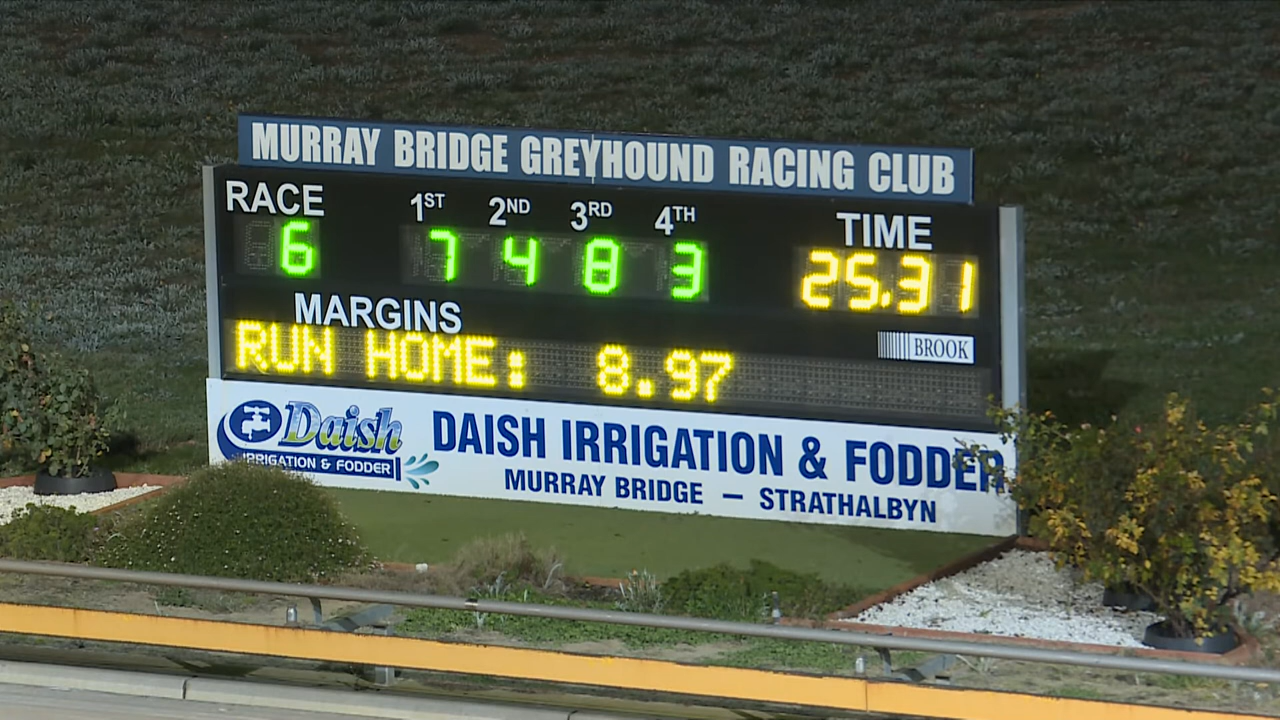 MURRAY BRIDGE GREYHOUND RACING CLUB
RACE 1ST 2ND 3RD 4TH TIME
6 7 4 8 3 25.31
MARGINS
BROOK
RUN HOME: 8.97
Daish
IRRIGATION & FODDER
DAISH IRRIGATION & FODDER
MURRAY BRIDGE – STRATHALBYN